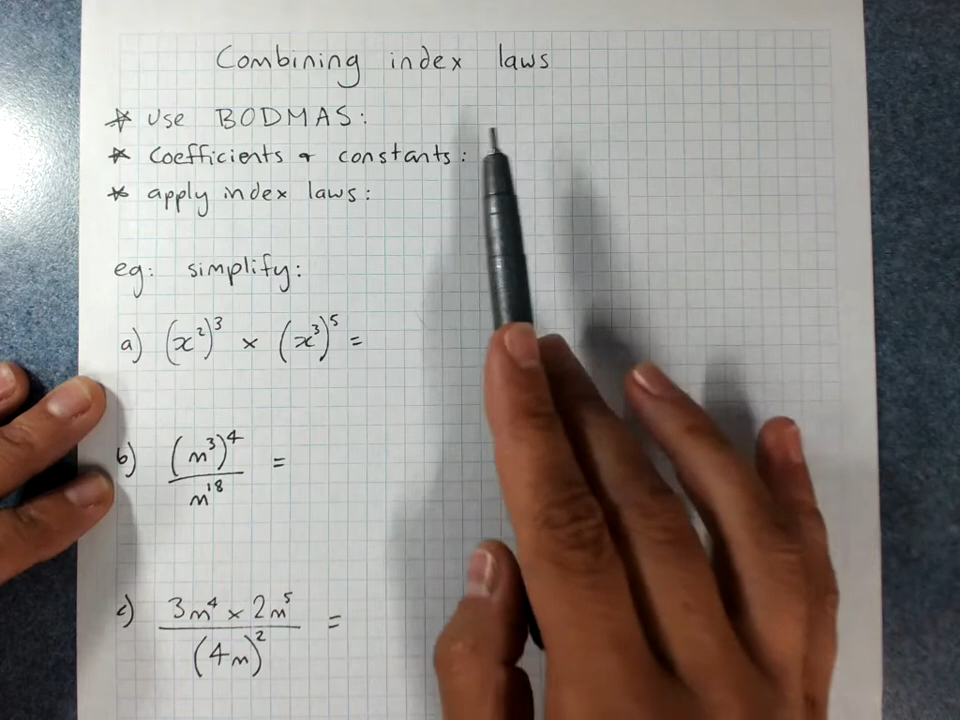 Combining index laws
* Use BODMAS:
* Coefficients & constants:
* apply index laws:
eg: simplify:
a) (x²)³ × (x³)⁵ =
b) (m³)⁴ / m¹⁸ =
c) 3m⁴ × 2m⁵ / (4m)² =